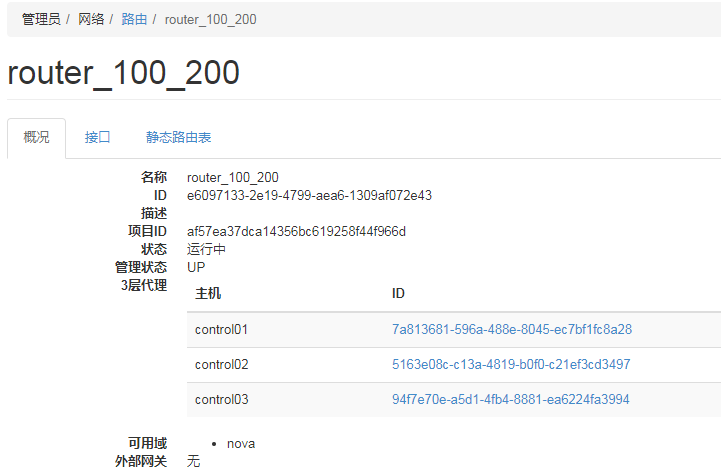 管理员 / 网络 / 路由 / router_100_200
router_100_200
概况 接口 静态路由表
名称 router_100_200
ID e6097133-2e19-4799-aea6-1309af072e43
描述
项目ID af57ea37dca14356bc619258f44f966d
状态 运行中
管理状态 UP
3层代理
主机 ID
control01 7a813681-596a-488e-8045-ec7bf1fc8a28
control02 5163e08c-c13a-4819-b0f0-c21ef3cd3497
control03 94f7e70e-a5d1-4fb4-8881-ea6224fa3994
可用域 • nova
外部网关 无